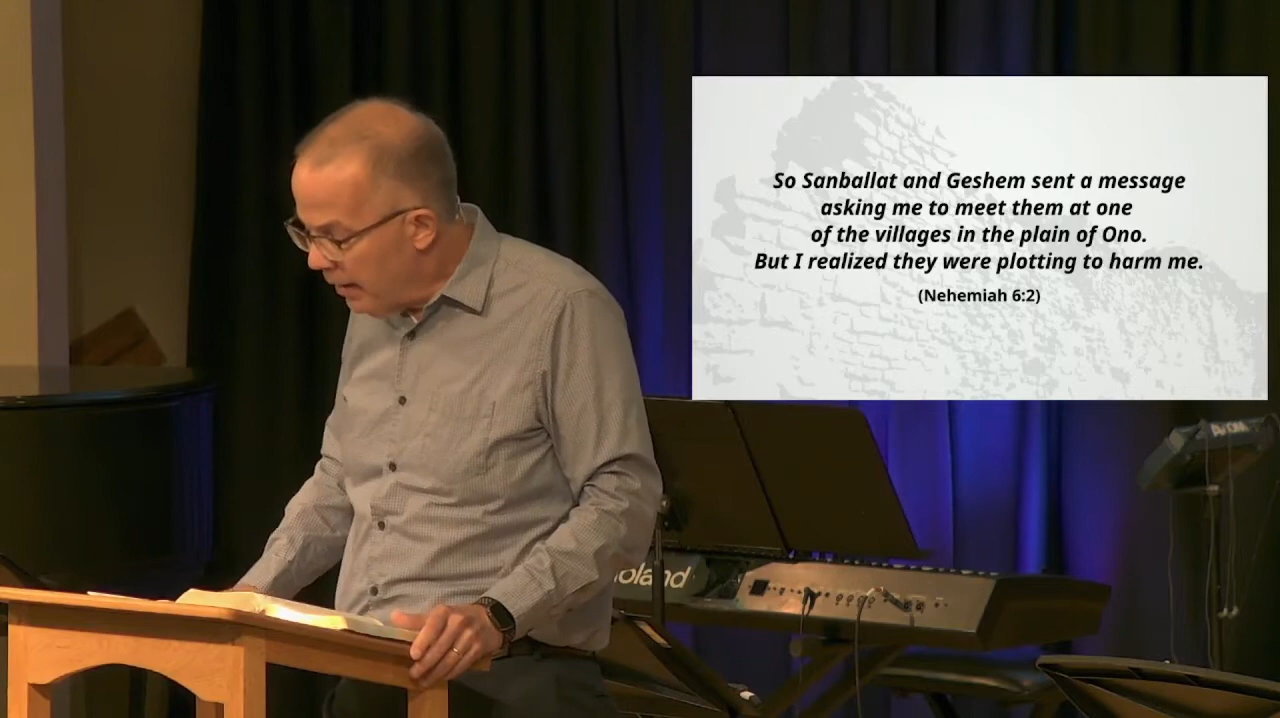 So Sanballat and Geshem sent a message
asking me to meet them at one
of the villages in the plain of Ono.
But I realized they were plotting to harm me.
(Nehemiah 6:2)
Roland